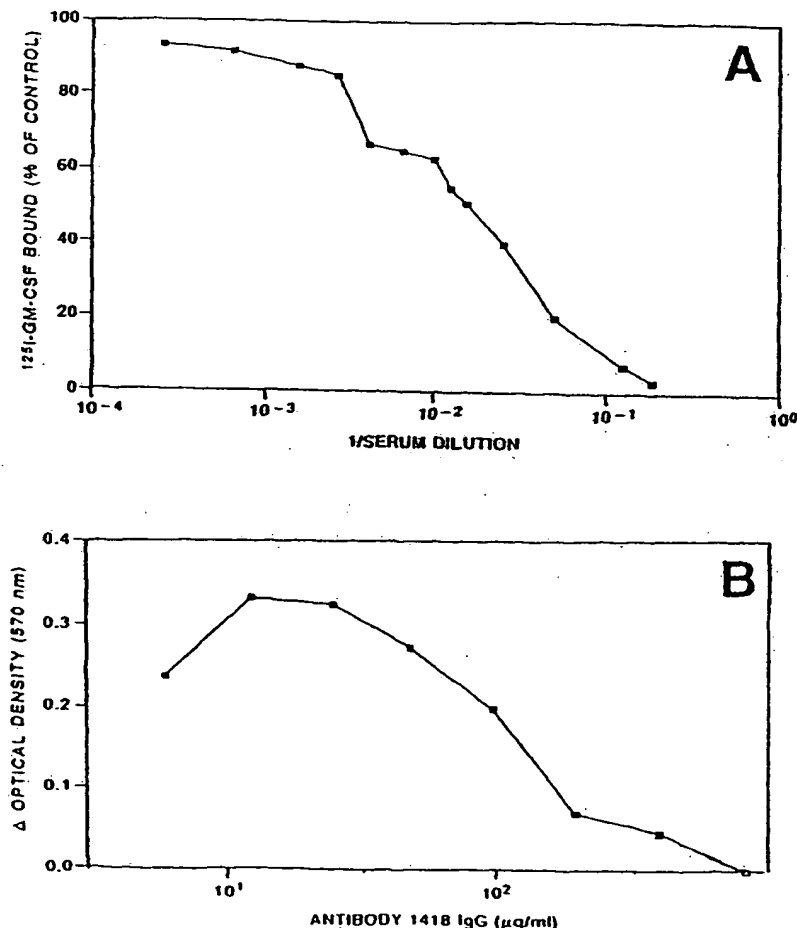 A
¹²⁵I-GM-CSF BOUND (% OF CONTROL)
100
80
60
40
20
0
10⁻⁴ 10⁻³ 10⁻² 10⁻¹ 10⁰
1/SERUM DILUTION
B
Δ OPTICAL DENSITY (570 nm)
0.4
0.3
0.2
0.1
0.0
10¹ 10²
ANTIBODY 1418 IgG (µg/ml)